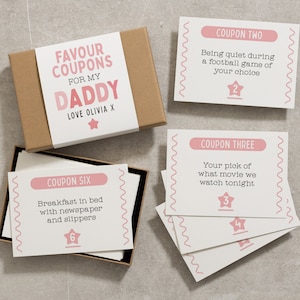 FAVOUR
COUPONS
FOR MY
DADDY
LOVE OLIVIA X
COUPON TWO
Being quiet during
a football game of
your choice
2
COUPON THREE
Your pick of
what movie we
watch tonight
3
4
COUPON SIX
Breakfast in bed
with newspaper
and slippers
6